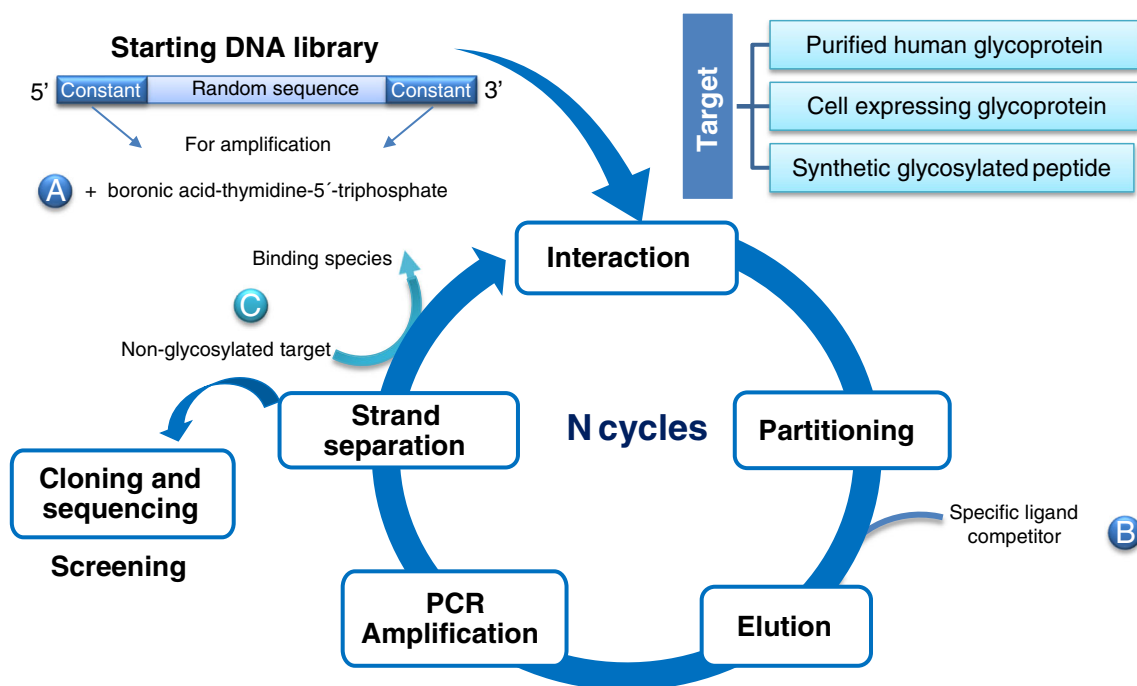 Starting DNA library
5’ Constant Random sequence Constant 3’
For amplification
A + boronic acid-thymidine-5´-triphosphate
Target
Purified human glycoprotein
Cell expressing glycoprotein
Synthetic glycosylated peptide
Interaction
Binding species
C
Non-glycosylated target
Strand
separation
N cycles
Partitioning
Cloning and
sequencing
Screening
Specific ligand
competitor
B
PCR
Amplification
Elution